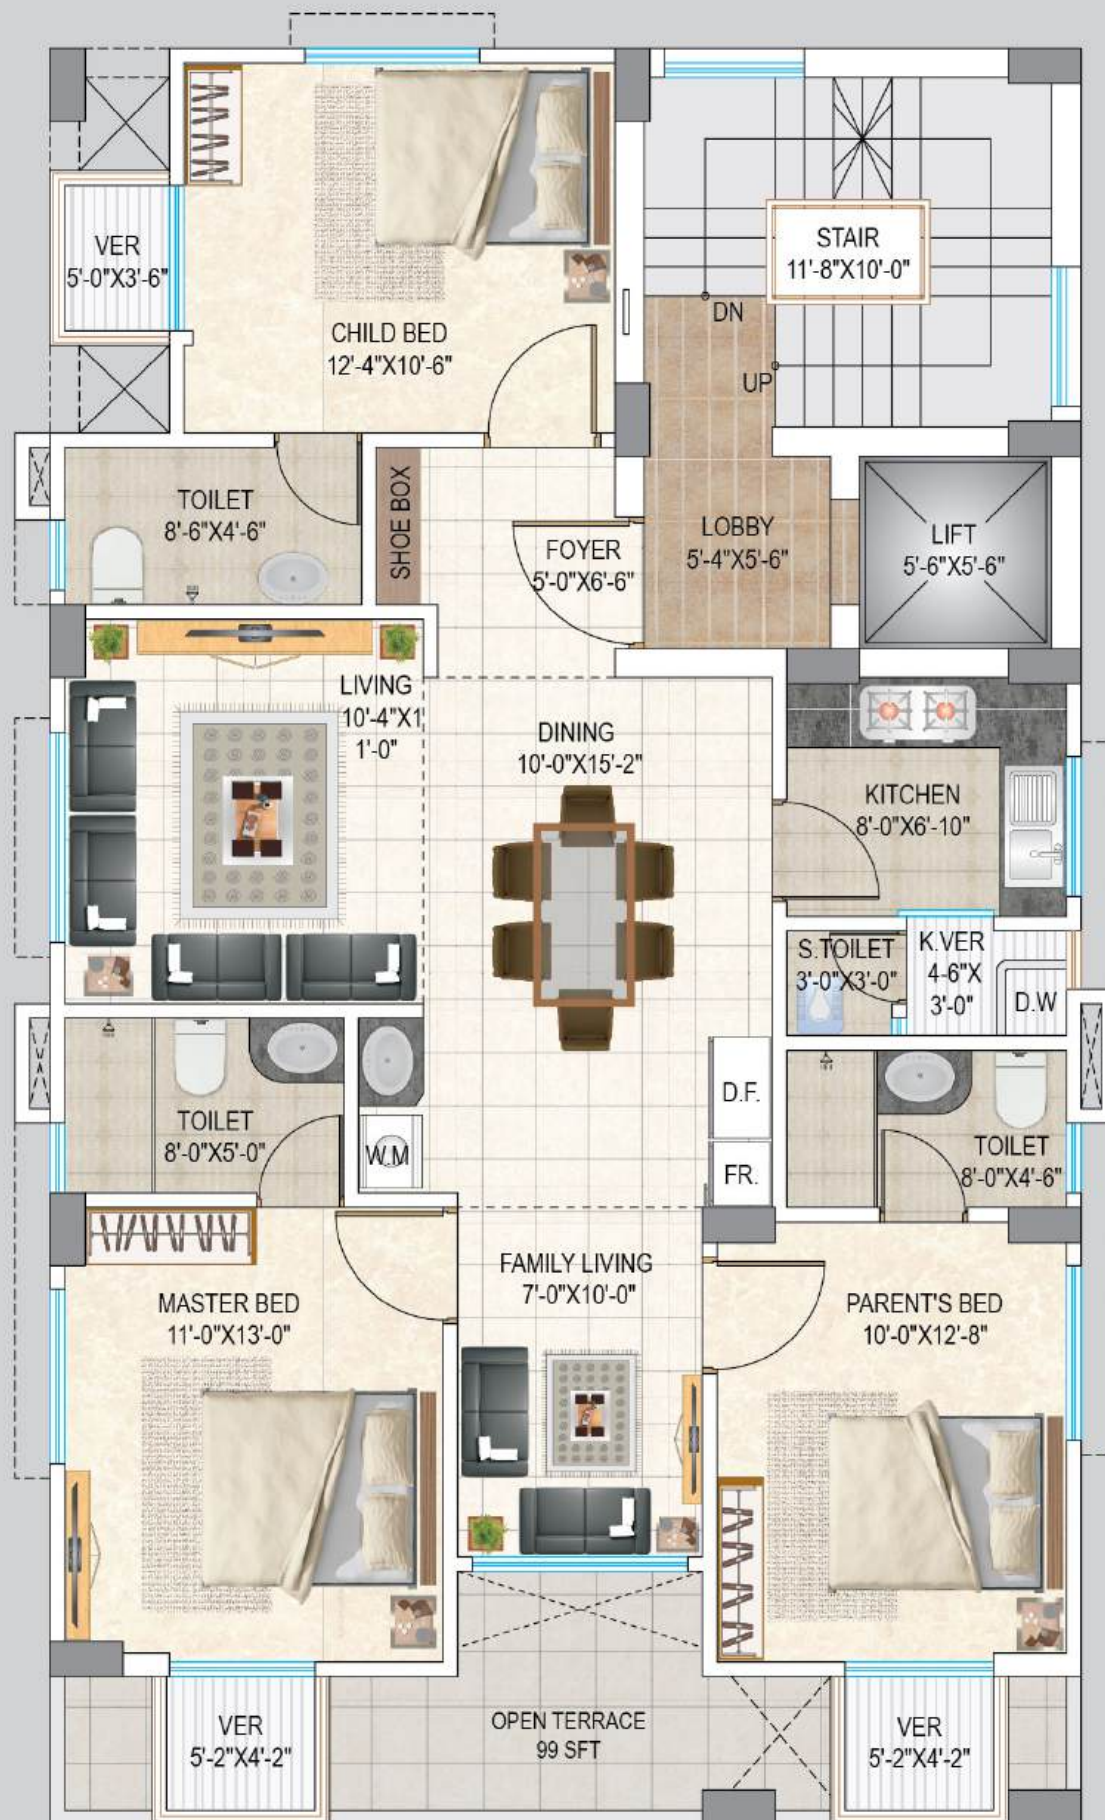 VER
5'-0"X3'-6"
CHILD BED
12'-4"X10'-6"
STAIR
11'-8"X10'-0"
DN
UP
TOILET
8'-6"X4'-6"
SHOE BOX
FOYER
5'-0"X6'-6"
LOBBY
5'-4"X5'-6"
LIFT
5'-6"X5'-6"
LIVING
10'-4"X1
1'-0"
DINING
10'-0"X15'-2"
KITCHEN
8'-0"X6'-10"
S.TOILET
3'-0"X3'-0"
K.VER
4-6"X
3'-0"
D.W
TOILET
8'-0"X5'-0"
W.M
D.F.
FR.
TOILET
8'-0"X4'-6"
MASTER BED
11'-0"X13'-0"
FAMILY LIVING
7'-0"X10'-0"
PARENT'S BED
10'-0"X12'-8"
VER
5'-2"X4'-2"
OPEN TERRACE
99 SFT
VER
5'-2"X4'-2"